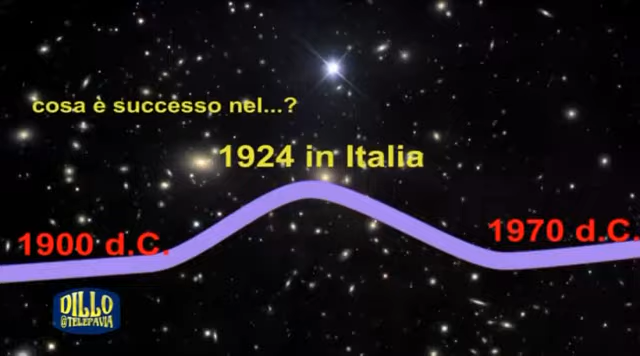 cosa è successo nel...?
1924 in Italia
1900 d.C.
1970 d.C.
DILLO
@TELEPAVIA